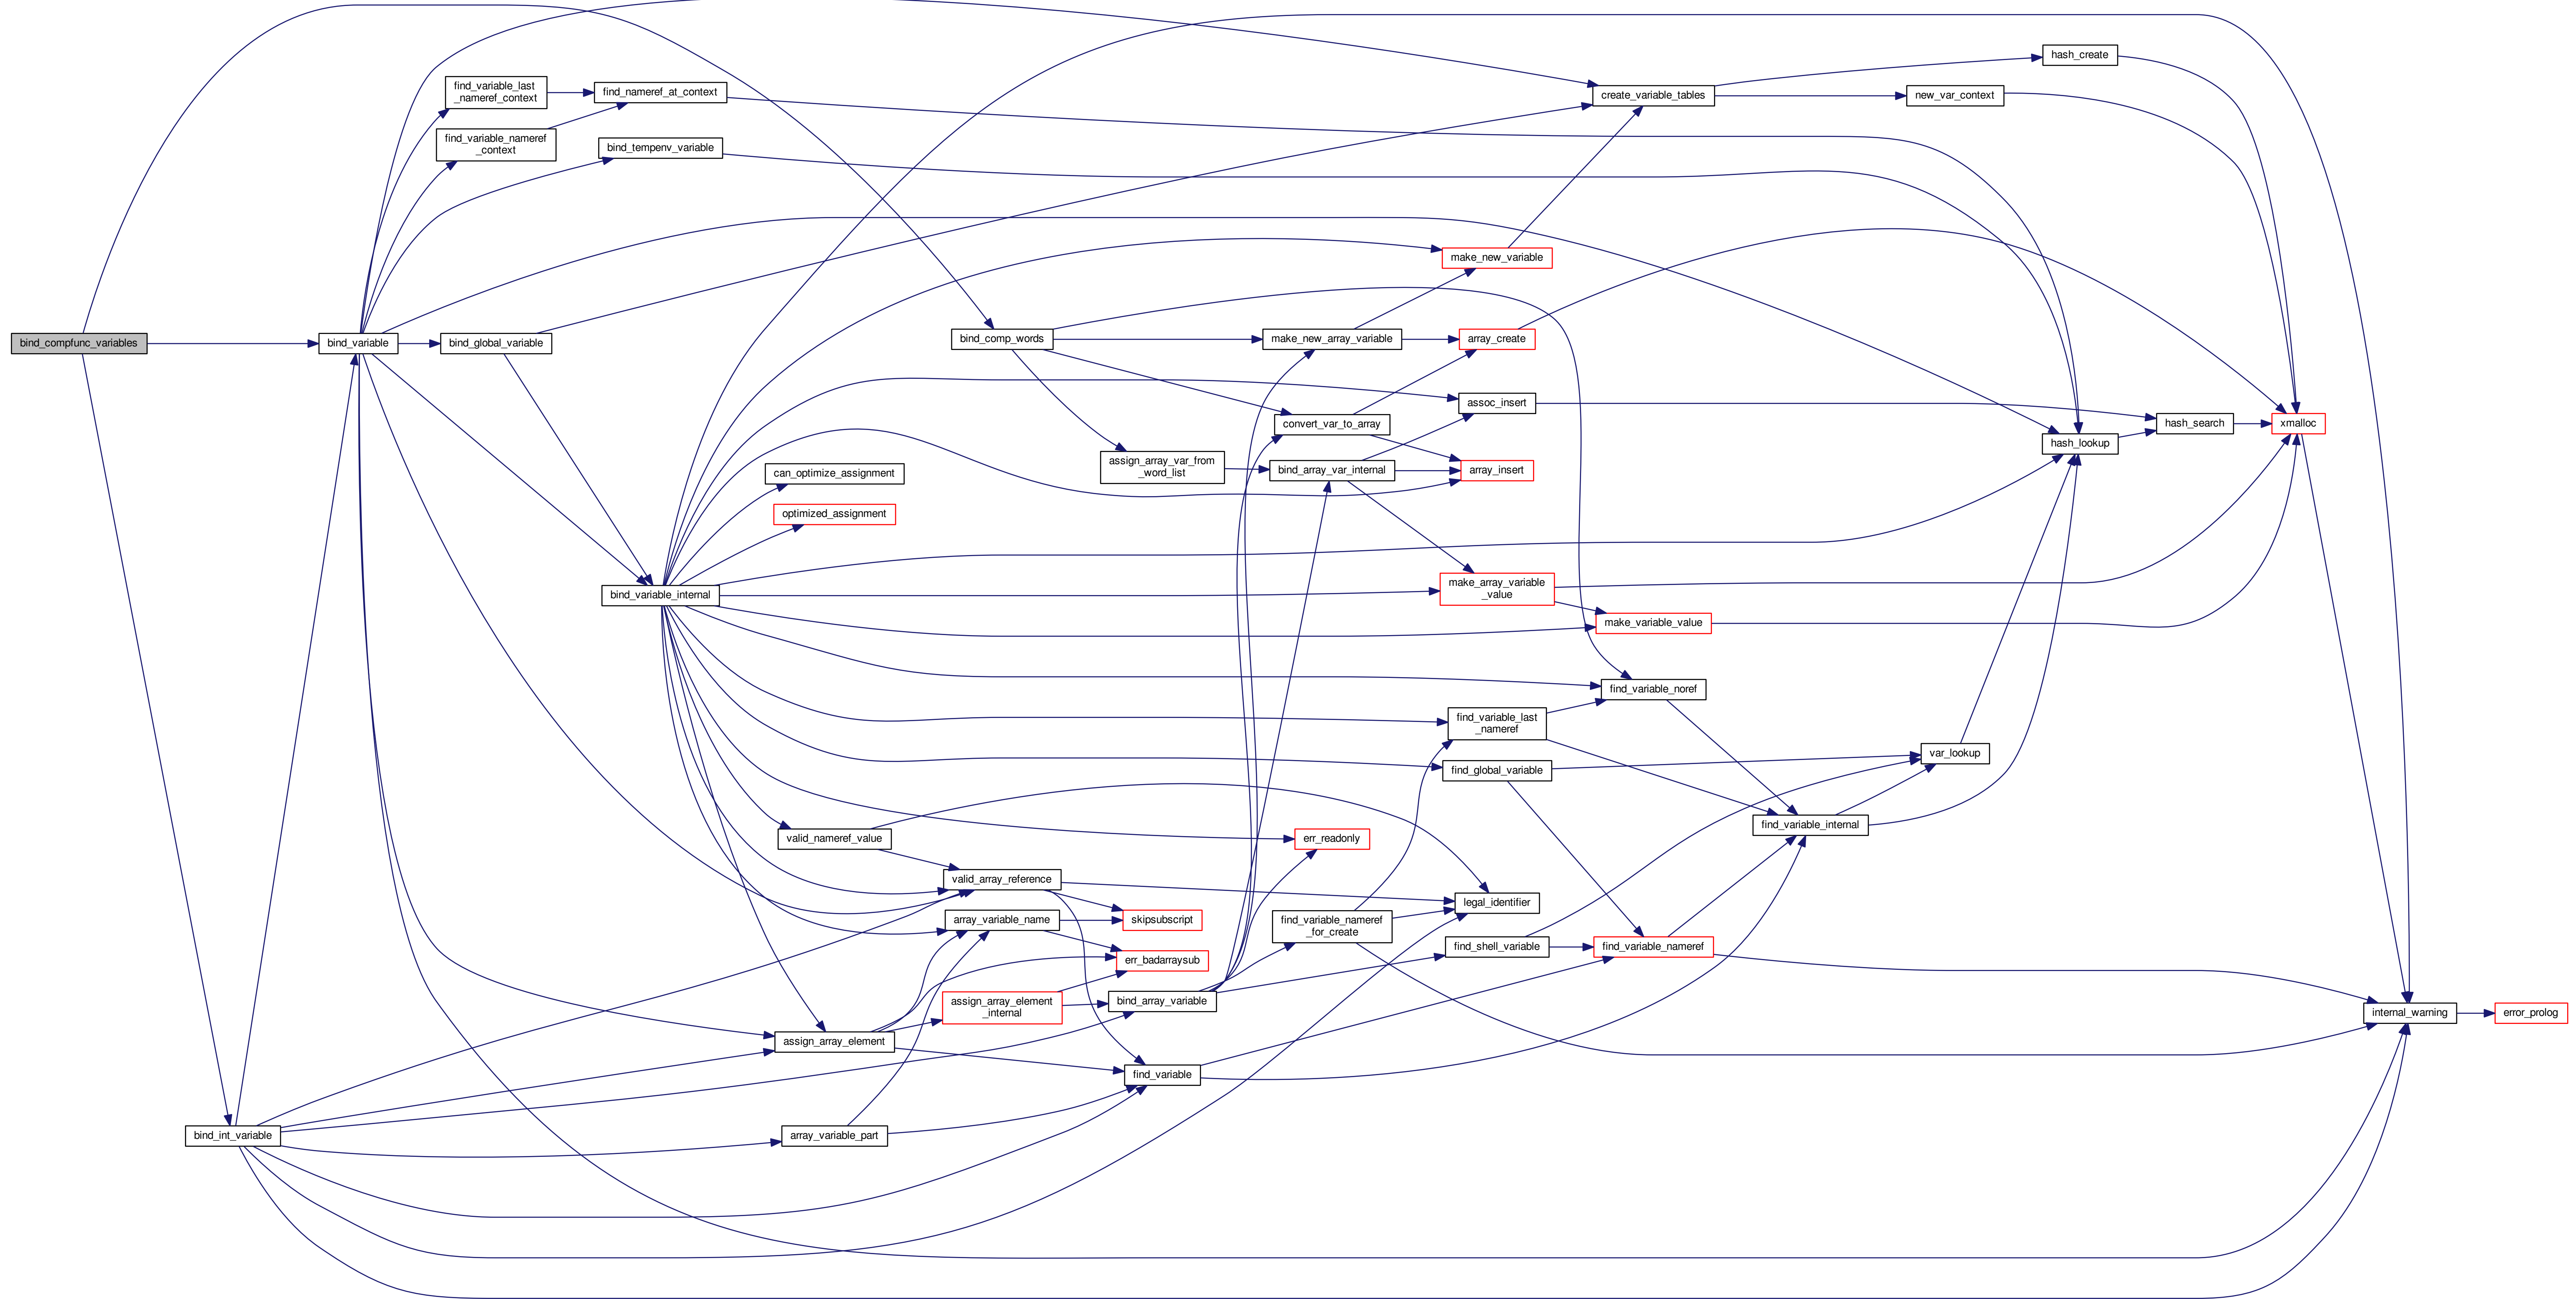 hash_create
find_variable_last
_nameref_context
find_nameref_at_context
create_variable_tables
new_var_context
find_variable_nameref
_context
bind_tempenv_variable
make_new_variable
bind_compfunc_variables
bind_variable
bind_global_variable
bind_comp_words
make_new_array_variable
array_create
assoc_insert
convert_var_to_array
hash_search
xmalloc
hash_lookup
assign_array_var_from
_word_list
bind_array_var_internal
array_insert
can_optimize_assignment
optimized_assignment
bind_variable_internal
make_array_variable
_value
make_variable_value
find_variable_noref
find_variable_last
_nameref
var_lookup
find_global_variable
find_variable_internal
valid_nameref_value
err_readonly
valid_array_reference
legal_identifier
array_variable_name
skipsubscript
find_variable_nameref
_for_create
find_shell_variable
find_variable_nameref
err_badarraysub
assign_array_element
_internal
bind_array_variable
internal_warning
error_prolog
assign_array_element
find_variable
bind_int_variable
array_variable_part